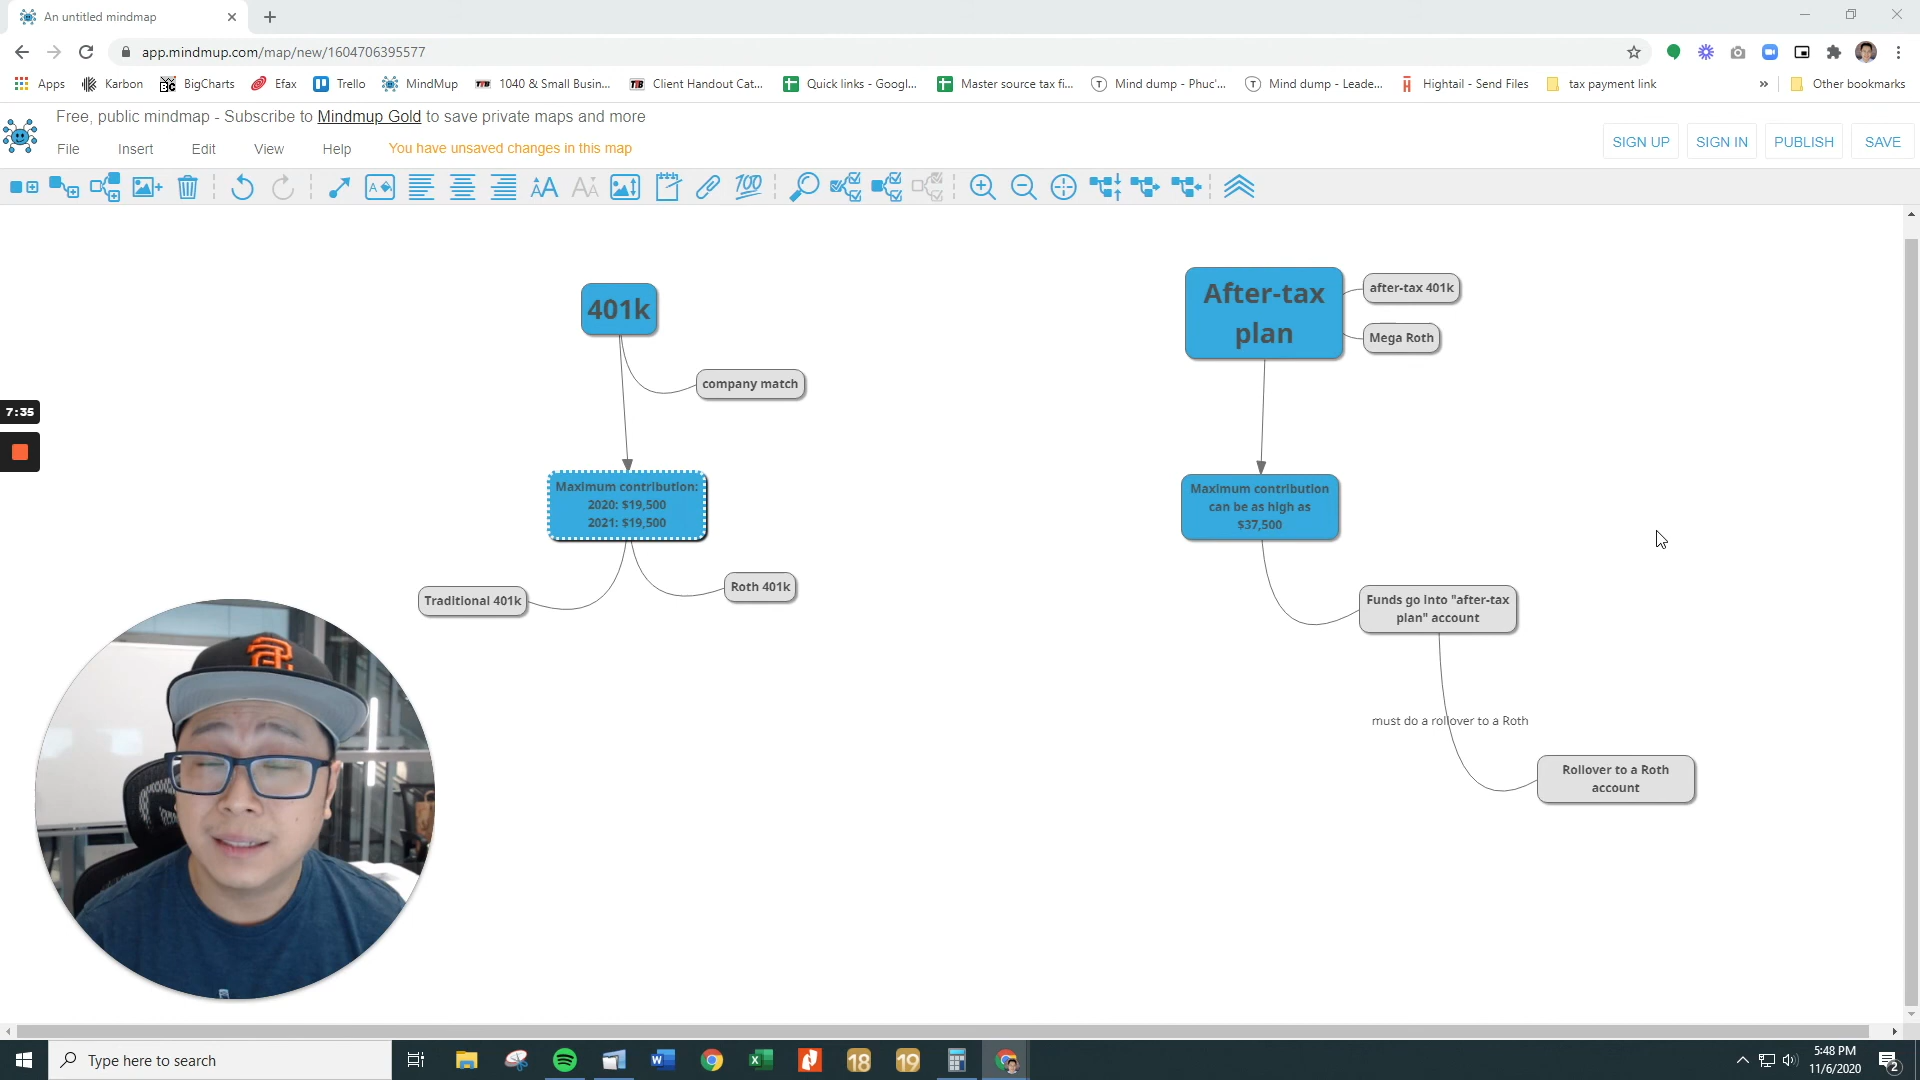 An untitled mindmap
app.mindmup.com/map/new/1604706395577
Apps
Karbon
BigCharts
Efax
Trello
MindMup
1040 & Small Busin...
Client Handout Cat...
Quick links - Googl...
Master source tax fi...
Mind dump - Phuc'...
Mind dump - Leade...
Hightail - Send Files
tax payment link
»
Other bookmarks
Free, public mindmap - Subscribe to Mindmup Gold to save private maps and more
File
Insert
Edit
View
Help
You have unsaved changes in this map
SIGN UP
SIGN IN
PUBLISH
SAVE
100
401k
company match
Maximum contribution:
2020: $19,500
2021: $19,500
Traditional 401k
Roth 401k
After-tax
plan
after-tax 401k
Mega Roth
Maximum contribution
can be as high as
$37,500
Funds go into "after-tax
plan" account
must do a rollover to a Roth
Rollover to a Roth
account
7:35
Type here to search
18
19
5:48 PM
11/6/2020
2